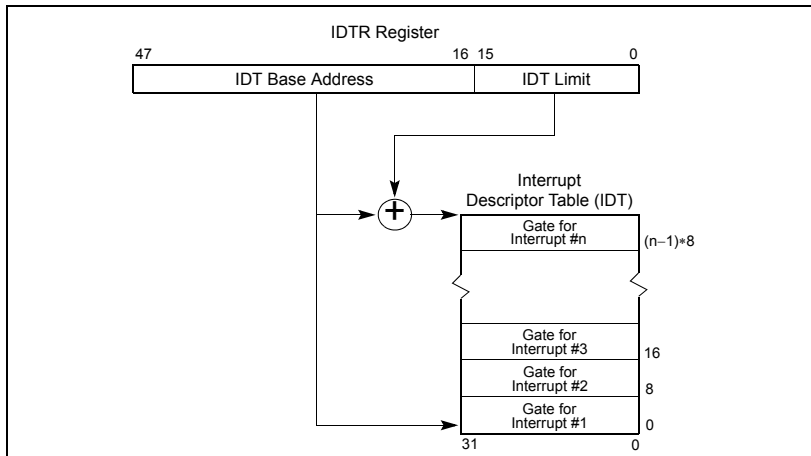 IDTR Register
47 16 15 0
IDT Base Address IDT Limit
+
Interrupt
Descriptor Table (IDT)
Gate for
Interrupt #n
(n−1)∗8
Gate for
Interrupt #3
16
Gate for
Interrupt #2
8
Gate for
Interrupt #1
0
31 0